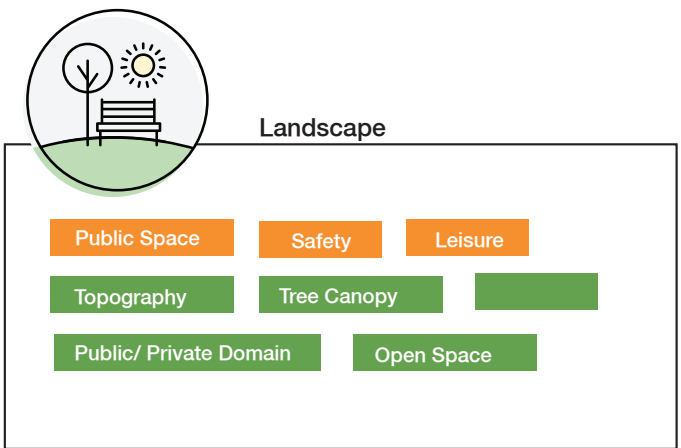 Landscape
Public Space
Safety
Leisure
Topography
Tree Canopy
Public/ Private Domain
Open Space